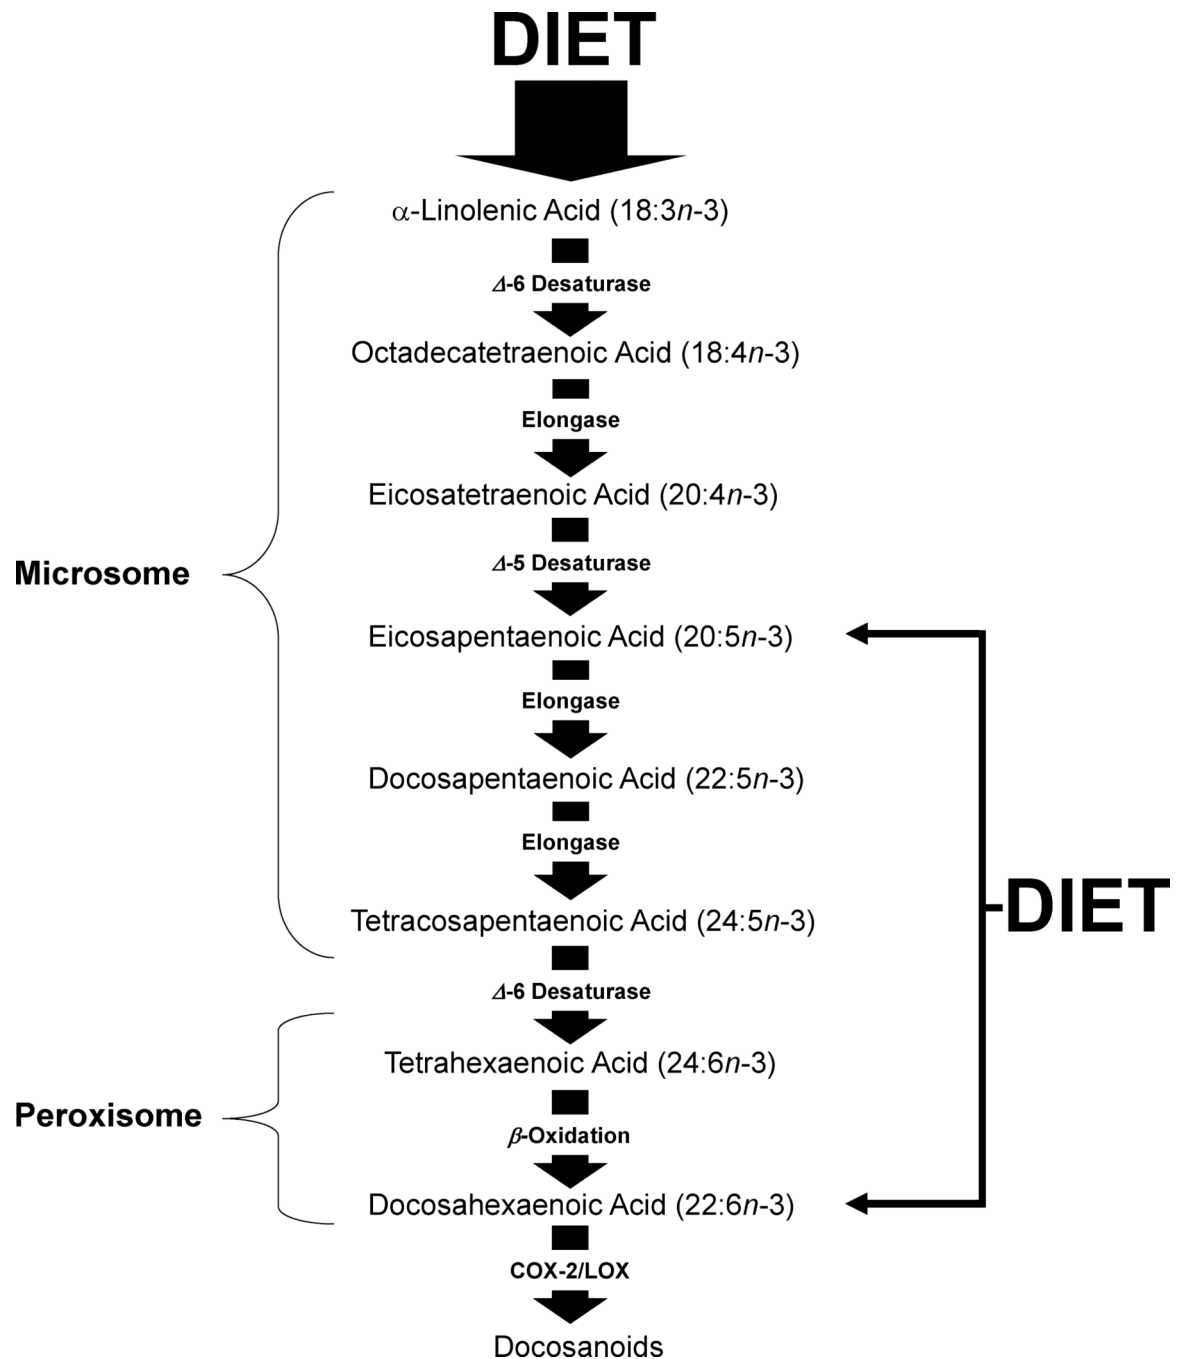 DIET
α-Linolenic Acid (18:3n-3)
Δ-6 Desaturase
Octadecatetraenoic Acid (18:4n-3)
Elongase
Eicosatetraenoic Acid (20:4n-3)
Δ-5 Desaturase
Microsome
Eicosapentaenoic Acid (20:5n-3)
Elongase
Docosapentaenoic Acid (22:5n-3)
Elongase
DIET
Tetracosapentaenoic Acid (24:5n-3)
Δ-6 Desaturase
Tetrahexaenoic Acid (24:6n-3)
Peroxisome
β-Oxidation
Docosahexaenoic Acid (22:6n-3)
COX-2/LOX
Docosanoids